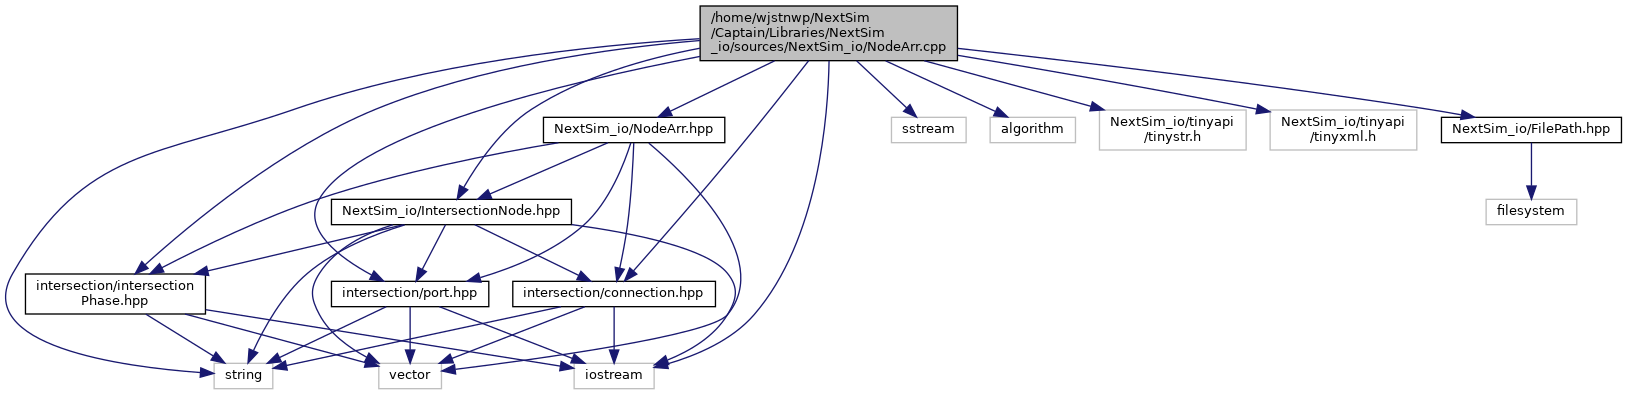 /home/wjstnwp/NextSim
/Captain/Libraries/NextSim
_io/sources/NextSim_io/NodeArr.cpp
NextSim_io/NodeArr.hpp
sstream
algorithm
NextSim_io/tinyapi
/tinystr.h
NextSim_io/tinyapi
/tinyxml.h
NextSim_io/FilePath.hpp
NextSim_io/IntersectionNode.hpp
filesystem
intersection/intersection
Phase.hpp
intersection/port.hpp
intersection/connection.hpp
string
vector
iostream